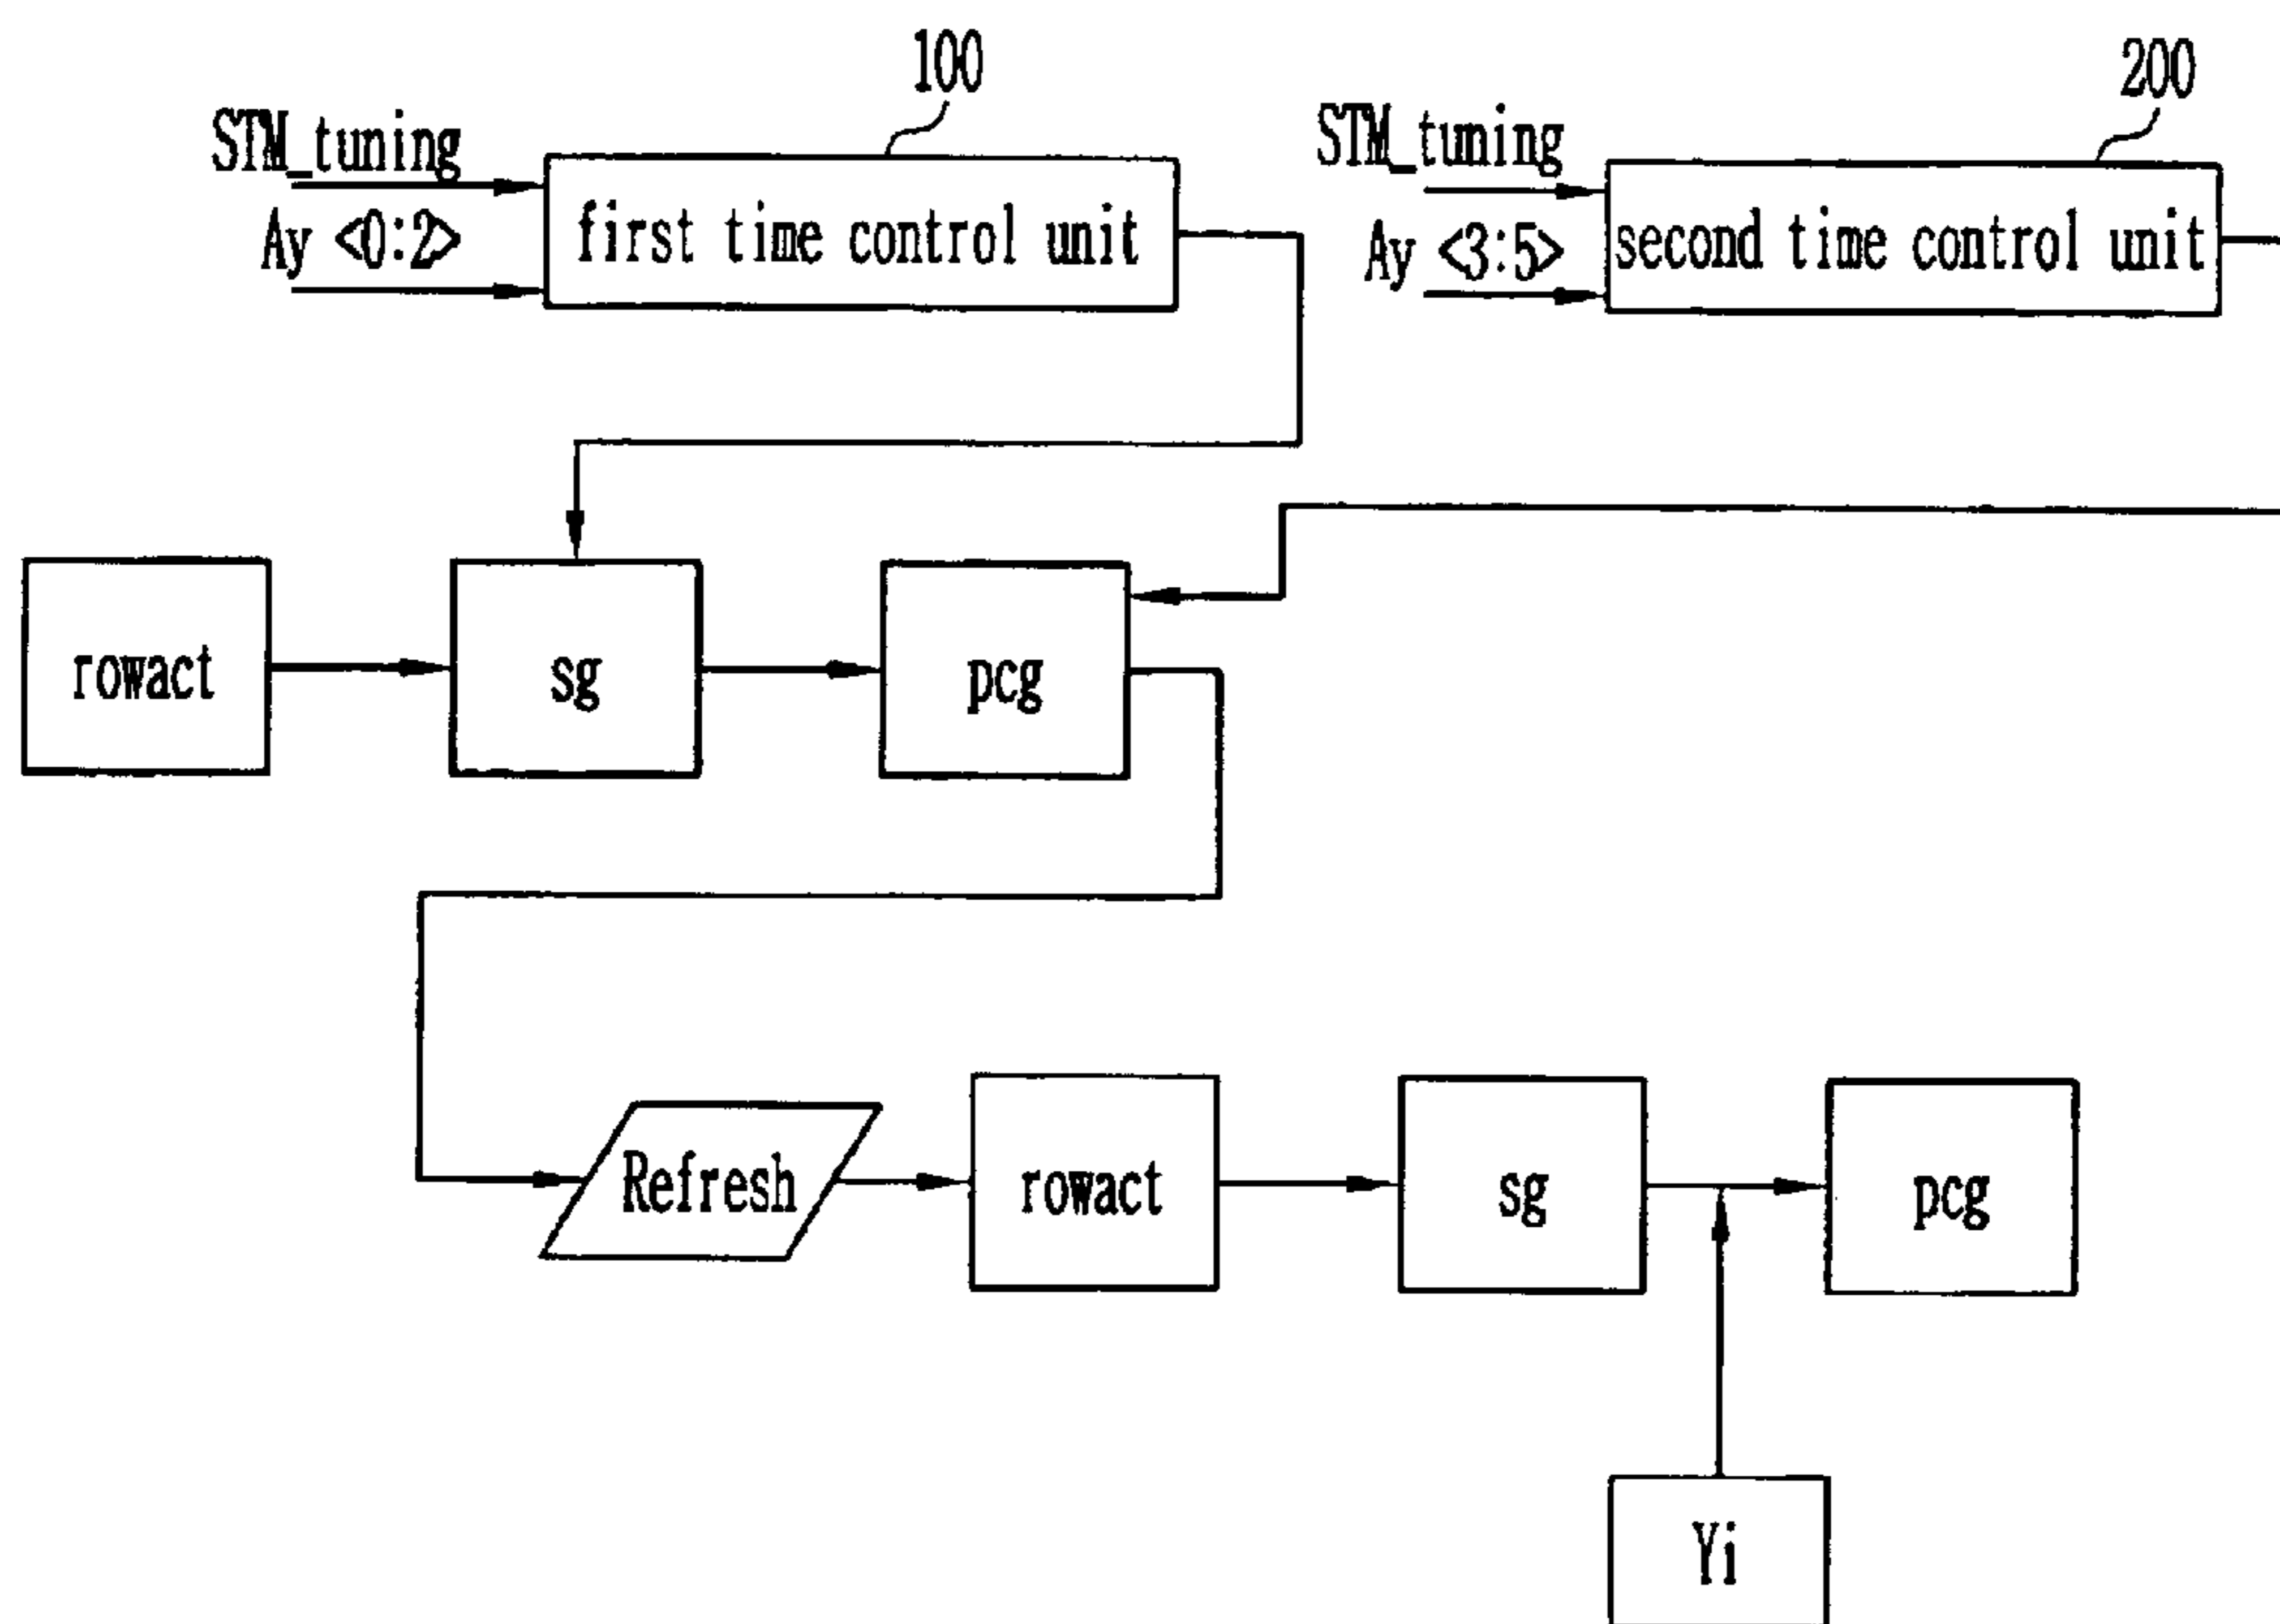 100
200
STM_tuning
STM_tuning
Ay <0:2>
first time control unit
Ay <3:5>
second time control unit
rowact
sg
pcg
Refresh
rowact
sg
pcg
Yi